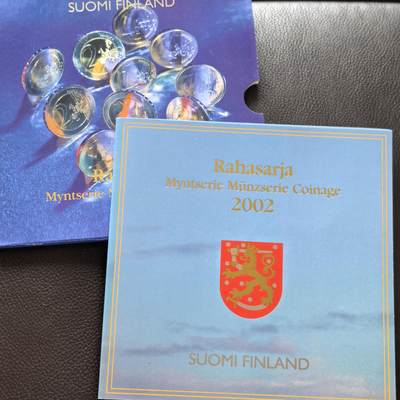 SUOMI FINLAND
Myntserie
Rahasarja
Myntserie Münzserie Coinage
2002
SUOMI FINLAND